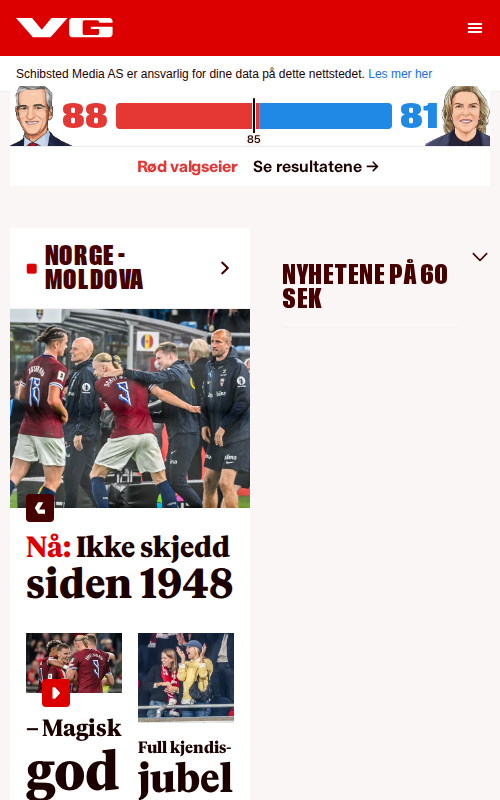 VG
Schibsted Media AS er ansvarlig for dine data på dette nettstedet. Les mer her
88
81
85
Rød valgseier Se resultatene →
NORGE -
MOLDOVA
NYHETENE PÅ 60
SEK
Nå: Ikke skjedd
siden 1948
– Magisk
god
Full kjendis-
jubel